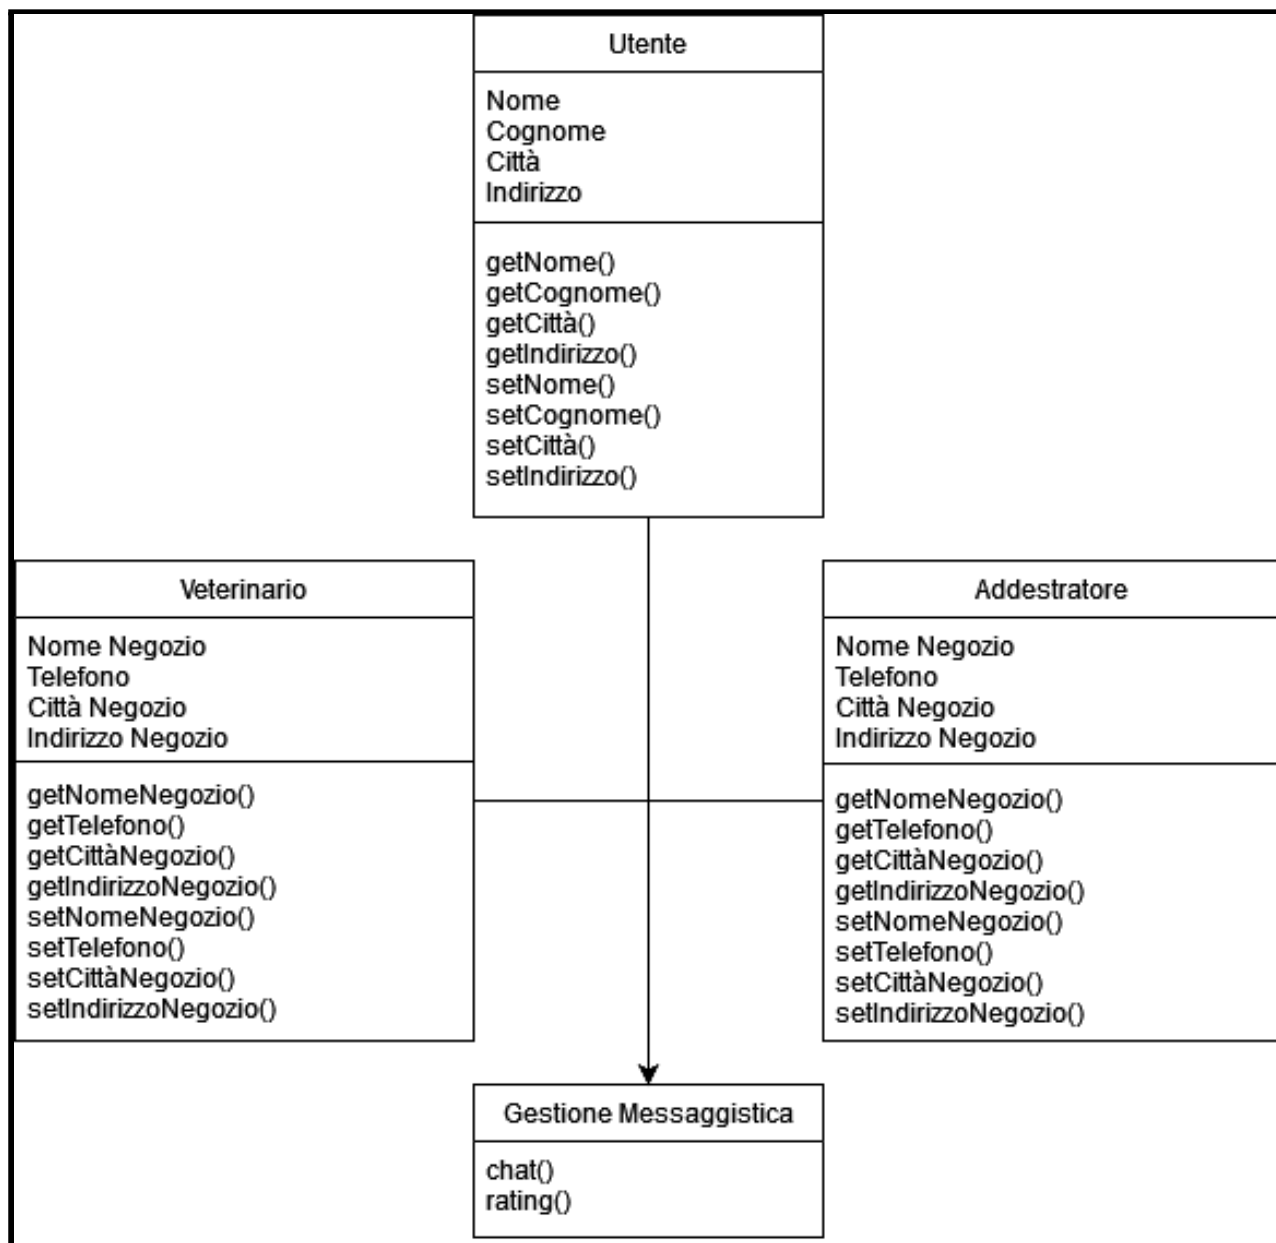 Utente
Nome
Cognome
Città
Indirizzo
getNome()
getCognome()
getCittà()
getIndirizzo()
setNome()
setCognome()
setCittà()
setIndirizzo()
Veterinario
Nome Negozio
Telefono
Città Negozio
Indirizzo Negozio
getNomeNegozio()
getTelefono()
getCittàNegozio()
getIndirizzoNegozio()
setNomeNegozio()
setTelefono()
setCittàNegozio()
setIndirizzoNegozio()
Addestratore
Nome Negozio
Telefono
Città Negozio
Indirizzo Negozio
getNomeNegozio()
getTelefono()
getCittàNegozio()
getIndirizzoNegozio()
setNomeNegozio()
setTelefono()
setCittàNegozio()
setIndirizzoNegozio()
Gestione Messaggistica
chat()
rating()